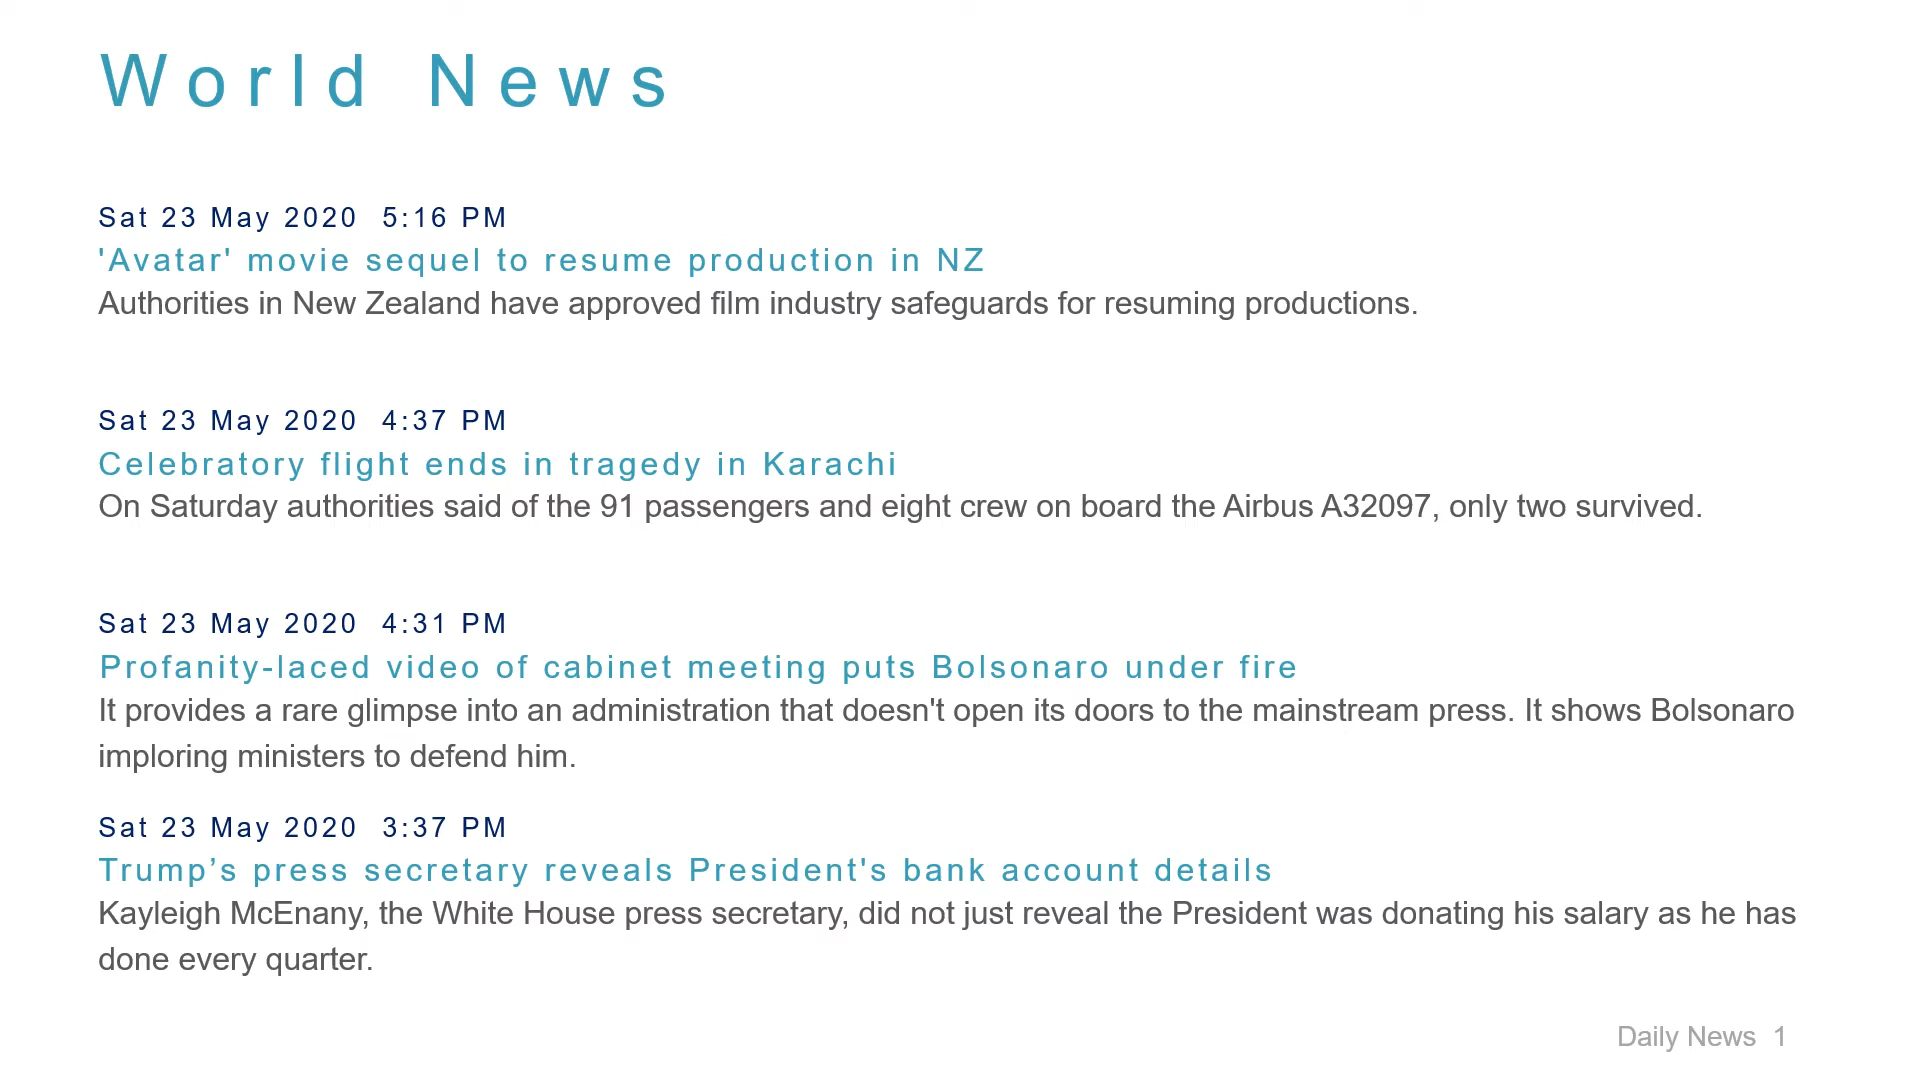 World News
Sat 23 May 2020  5:16 PM
'Avatar' movie sequel to resume production in NZ
Authorities in New Zealand have approved film industry safeguards for resuming productions.
Sat 23 May 2020  4:37 PM
Celebratory flight ends in tragedy in Karachi
On Saturday authorities said of the 91 passengers and eight crew on board the Airbus A32097, only two survived.
Sat 23 May 2020  4:31 PM
Profanity-laced video of cabinet meeting puts Bolsonaro under fire
It provides a rare glimpse into an administration that doesn't open its doors to the mainstream press. It shows Bolsonaro
imploring ministers to defend him.
Sat 23 May 2020  3:37 PM
Trump’s press secretary reveals President's bank account details
Kayleigh McEnany, the White House press secretary, did not just reveal the President was donating his salary as he has
done every quarter.
Daily News  1